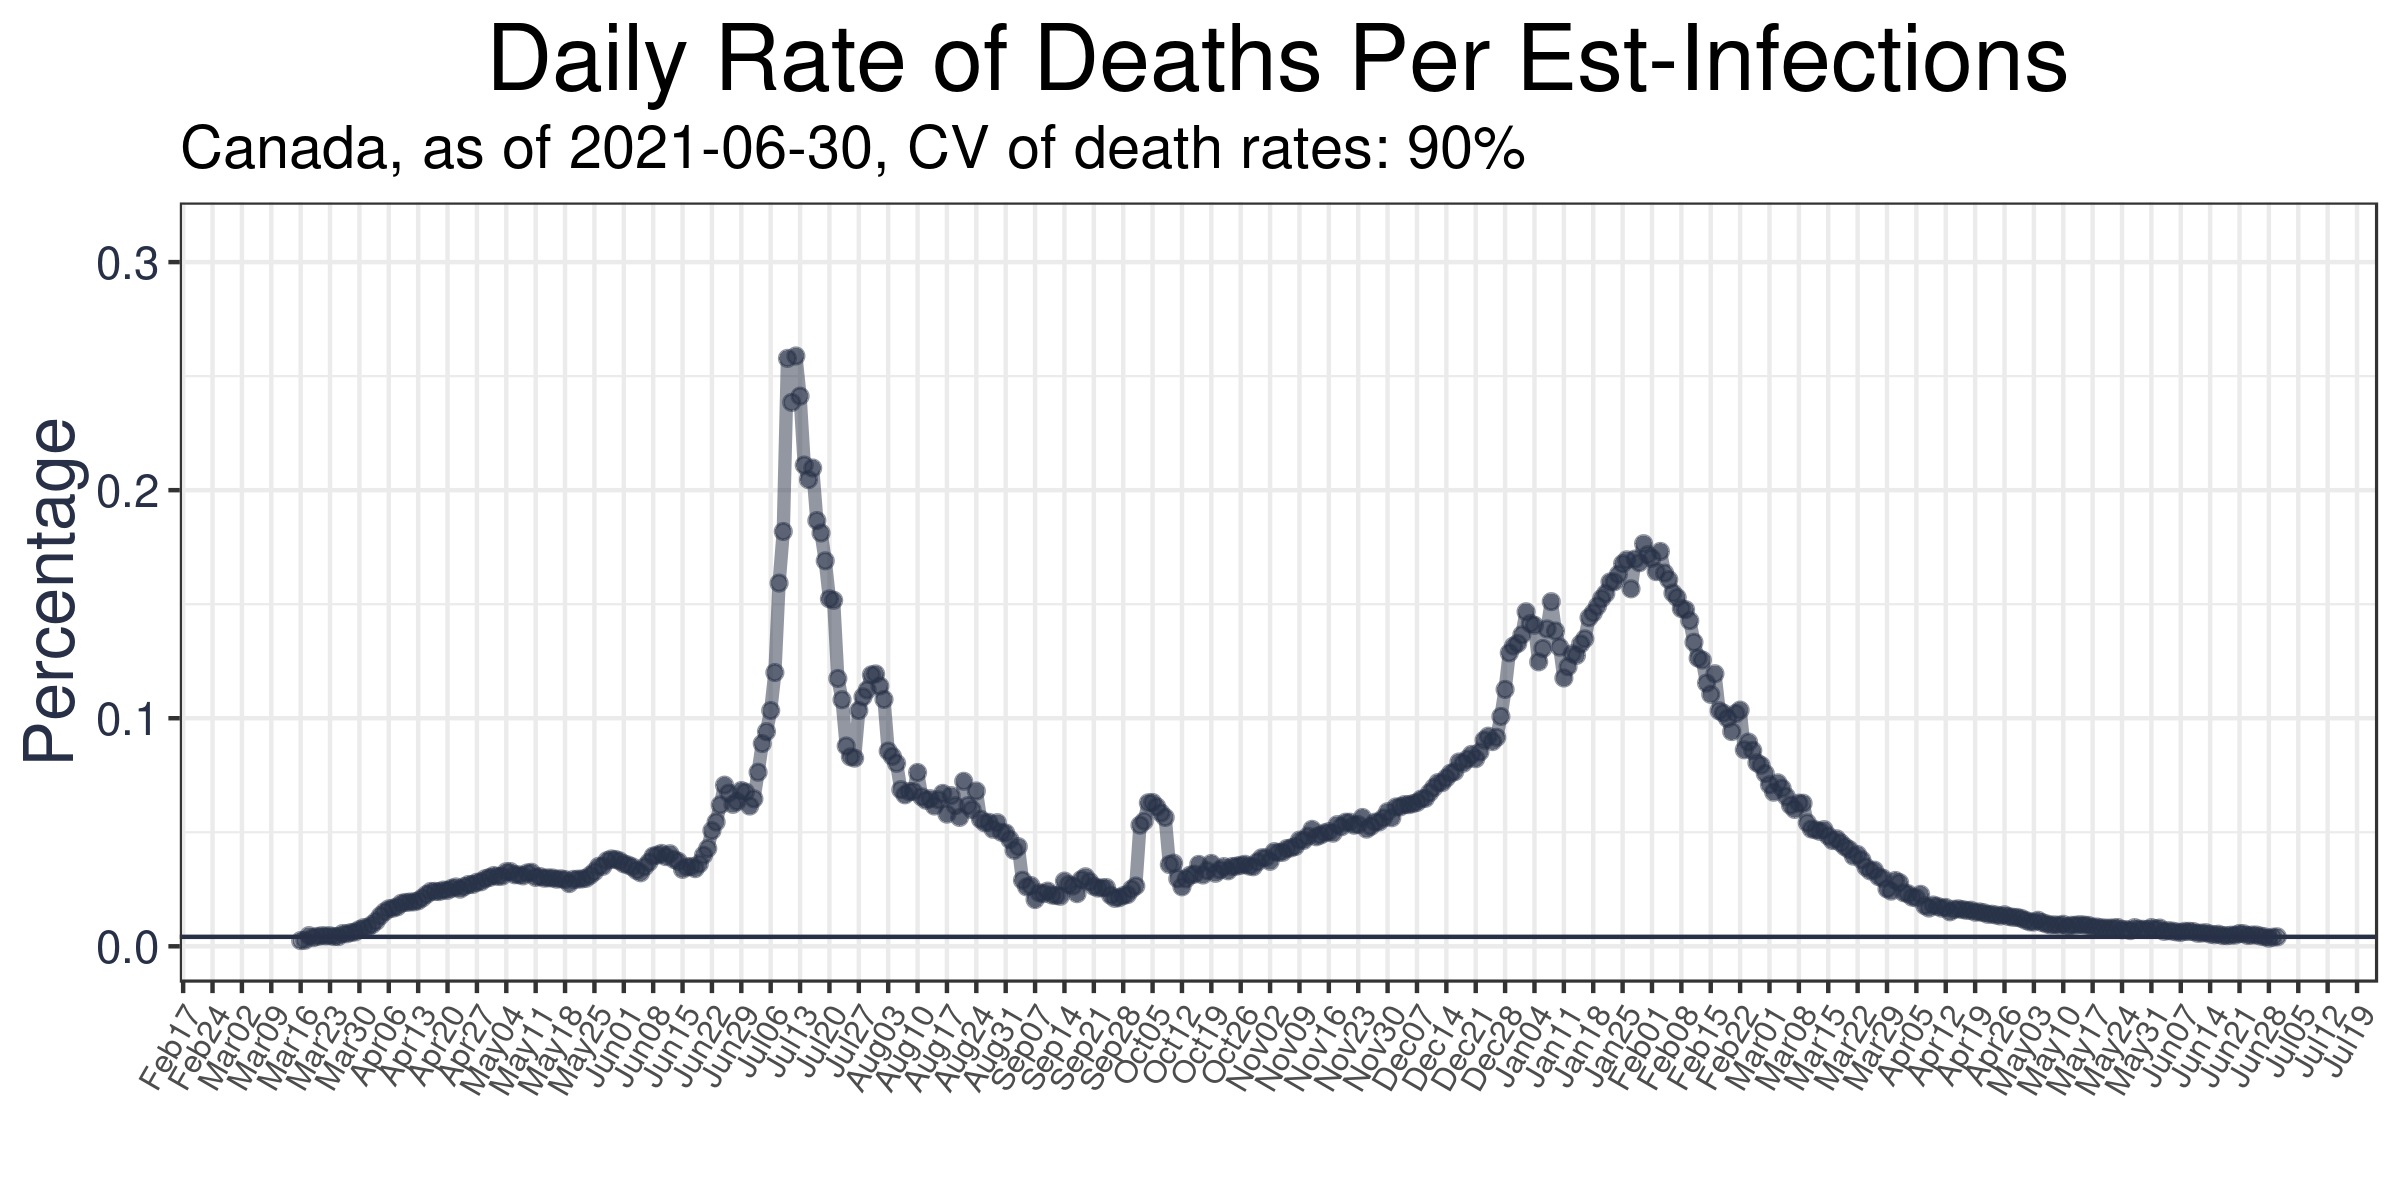 Daily Rate of Deaths Per Est-Infections
Canada, as of 2021-06-30, CV of death rates: 90%
Percentage
0.3
0.2
0.1
0.0
Feb17
Feb24
Mar02
Mar09
Mar16
Mar23
Mar30
Apr06
Apr13
Apr20
Apr27
May04
May11
May18
May25
Jun01
Jun08
Jun15
Jun22
Jun29
Jul06
Jul13
Jul20
Jul27
Aug03
Aug10
Aug17
Aug24
Aug31
Sep07
Sep14
Sep21
Sep28
Oct05
Oct12
Oct19
Oct26
Nov02
Nov09
Nov16
Nov23
Nov30
Dec07
Dec14
Dec21
Dec28
Jan04
Jan11
Jan18
Jan25
Feb01
Feb08
Feb15
Feb22
Mar01
Mar08
Mar15
Mar22
Mar29
Apr05
Apr12
Apr19
Apr26
May03
May10
May17
May24
May31
Jun07
Jun14
Jun21
Jun28
Jul05
Jul12
Jul19